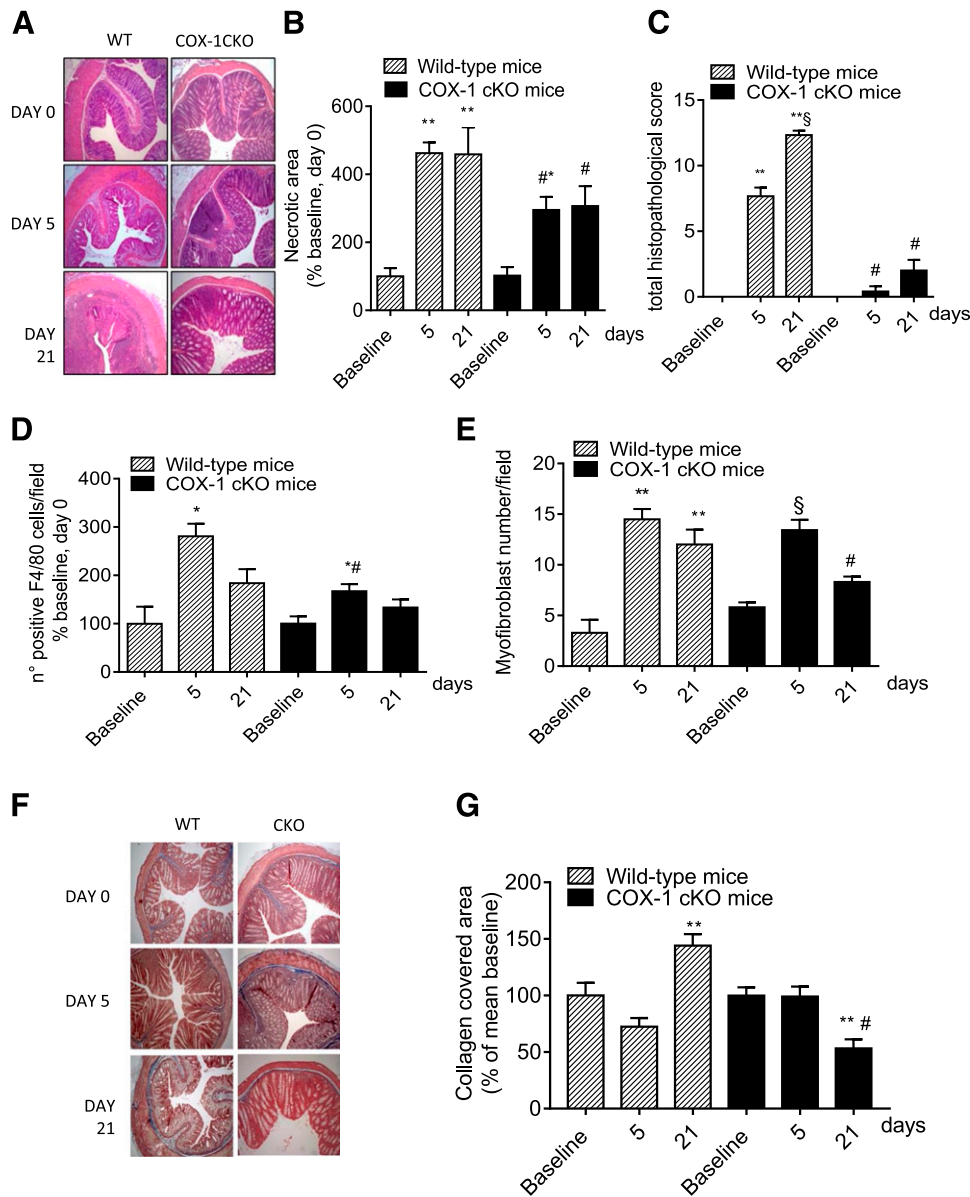 A
WT
COX-1CKO
DAY 0
DAY 5
DAY
21
B
Wild-type mice
COX-1 cKO mice
Necrotic area
(% baseline, day 0)
600
400
200
0
**
**
#*
#
Baseline
5
21
Baseline
5
21
days
C
Wild-type mice
COX-1 cKO mice
total histopathological score
15
10
5
0
**
**§
#
#
Baseline
5
21
Baseline
5
21
days
D
Wild-type mice
COX-1 cKO mice
n° positive F4/80 cells/field
% baseline, day 0
400
300
200
100
0
*
*#
Baseline
5
21
Baseline
5
21
days
E
Wild-type mice
COX-1 cKO mice
Myofibroblast number/field
20
15
10
5
0
**
**
§
#
Baseline
5
21
Baseline
5
21
days
F
WT
CKO
DAY 0
DAY 5
DAY
21
G
Wild-type mice
COX-1 cKO mice
Collagen covered area
(% of mean baseline)
200
150
100
50
0
**
** #
Baseline
5
21
Baseline
5
21
days